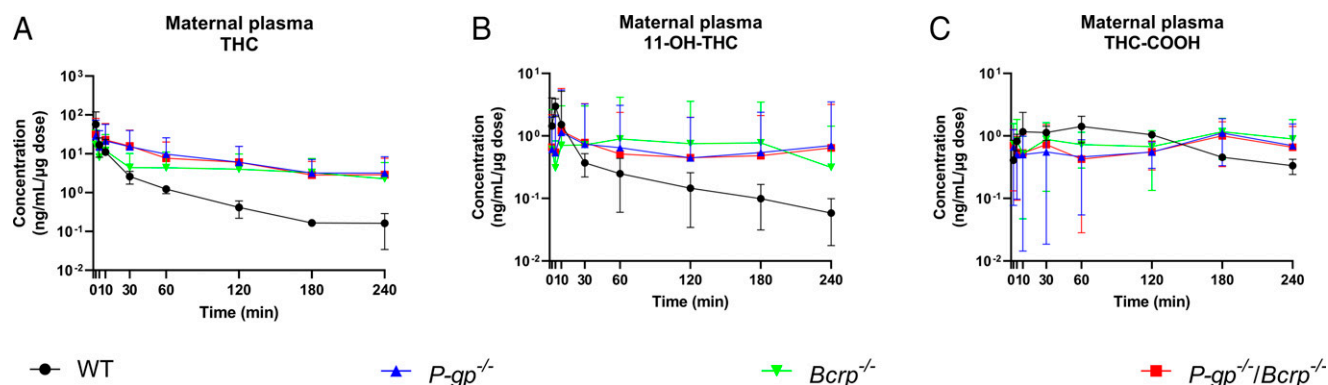 A
Maternal plasma
THC
Concentration
(ng/mL/μg dose)
10³
10²
10¹
10⁰
10⁻¹
10⁻²
0 10 30 60 120 180 240
Time (min)
B
Maternal plasma
11-OH-THC
Concentration
(ng/mL/μg dose)
10¹
10⁰
10⁻¹
10⁻²
0 10 30 60 120 180 240
Time (min)
C
Maternal plasma
THC-COOH
Concentration
(ng/mL/μg dose)
10¹
10⁰
10⁻¹
10⁻²
0 10 30 60 120 180 240
Time (min)
WT P-gp⁻/⁻ Bcrp⁻/⁻ P-gp⁻/⁻/Bcrp⁻/⁻